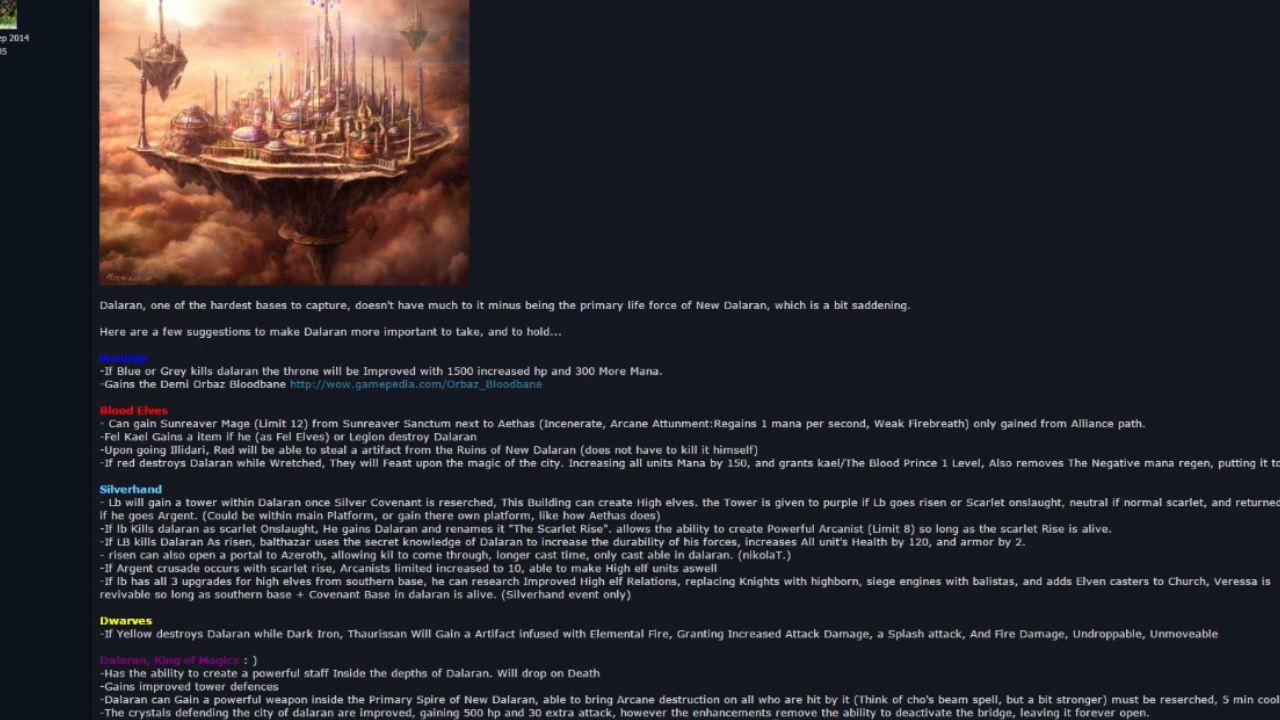 ep 2014
05
Dalaran, one of the hardest bases to capture, doesn't have much to it minus being the primary life force of New Dalaran, which is a bit saddening.
Here are a few suggestions to make Dalaran more important to take, and to hold...
Scourge
-If Blue or Grey kills dalaran the throne will be Improved with 1500 increased hp and 300 More Mana.
-Gains the Demi Orbaz Bloodbane http://wow.gamepedia.com/Orbaz_Bloodbane
Blood Elves
- Can gain Sunreaver Mage (Limit 12) from Sunreaver Sanctum next to Aethas (Incenerate, Arcane Attunment:Regains 1 mana per second, Weak Firebreath) only gained from Alliance path.
-Fel Kael Gains a item if he (as Fel Elves) or Legion destroy Dalaran
-Upon going Illidari, Red will be able to steal a artifact from the Ruins of New Dalaran (does not have to kill it himself)
-If red destroys Dalaran while Wretched, They will Feast upon the magic of the city. Increasing all units Mana by 150, and grants kael/The Blood Prince 1 Level, Also removes The Negative mana regen, putting it to
Silverhand
- Lb will gain a tower within Dalaran once Silver Covenant is reserched, This Building can create High elves. the Tower is given to purple if Lb goes risen or Scarlet onslaught, neutral if normal scarlet, and returned
if he goes Argent. (Could be within main Platform, or gain there own platform, like how Aethas does)
-If lb Kills dalaran as scarlet Onslaught, He gains Dalaran and renames it "The Scarlet Rise". allows the ability to create Powerful Arcanist (Limit 8) so long as the scarlet Rise is alive.
-If LB kills Dalaran As risen, balthazar uses the secret knowledge of Dalaran to increase the durability of his forces, increases All unit's Health by 120, and armor by 2.
- risen can also open a portal to Azeroth, allowing kil to come through, longer cast time, only cast able in dalaran. (nikolaT.)
-If Argent crusade occurs with scarlet rise, Arcanists limited increased to 10, able to make High elf units aswell
-If lb has all 3 upgrades for high elves from southern base, he can research Improved High elf Relations, replacing Knights with highborn, siege engines with balistas, and adds Elven casters to Church, Veressa is
revivable so long as southern base + Covenant Base in dalaran is alive. (Silverhand event only)
Dwarves
-If Yellow destroys Dalaran while Dark Iron, Thaurissan Will Gain a Artifact infused with Elemental Fire, Granting Increased Attack Damage, a Splash attack, And Fire Damage, Undroppable, Unmoveable
Dalaran, King of Magics : )
-Has the ability to create a powerful staff Inside the depths of Dalaran. Will drop on Death
-Gains improved tower defences
-Dalaran can Gain a powerful weapon inside the Primary Spire of New Dalaran, able to bring Arcane destruction on all who are hit by it (Think of cho's beam spell, but a bit stronger) must be reserched, 5 min coo
-The crystals defending the city of dalaran are improved, gaining 500 hp and 30 extra attack, however the enhancements remove the ability to deactivate the bridge, leaving it forever open.